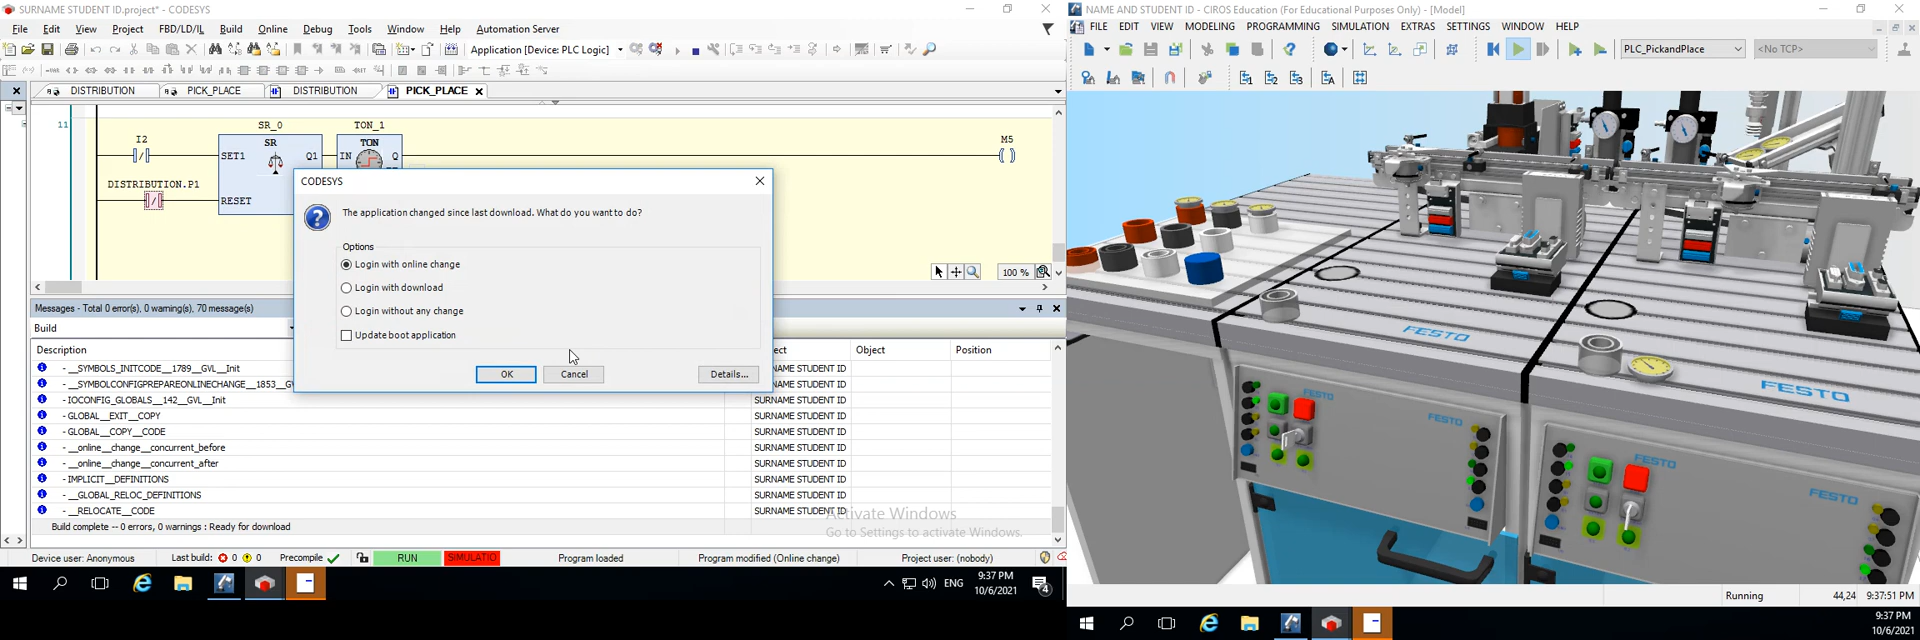 SURNAME STUDENT ID.project* - CODESYS
File Edit View Project FBD/LD/IL Build Online Debug Tools Window Help Automation Server
Application [Device: PLC Logic]
DISTRIBUTION PICK_PLACE DISTRIBUTION PICK_PLACE
11
I2
SR_0
TON_1
M5
SR
TON
SET1 Q1 IN Q
DISTRIBUTION.P1
RESET
CODESYS
The application changed since last download. What do you want to do?
Options
Login with online change
Login with download
Login without any change
Update boot application
OK Cancel Details...
100 %
Messages - Total 0 error(s), 0 warning(s), 70 message(s)
Build
Description Object Position
- __SYMBOLS_INITCODE__1789__GVL__Init SURNAME STUDENT ID
- __SYMBOLCONFIGPREPAREONLINECHANGE__1853__GV SURNAME STUDENT ID
- IOCONFIG_GLOBALS__142__GVL__Init SURNAME STUDENT ID
- GLOBAL__EXIT__COPY SURNAME STUDENT ID
- GLOBAL__COPY__CODE SURNAME STUDENT ID
- __online__change__concurrent_before SURNAME STUDENT ID
- __online__change__concurrent_after SURNAME STUDENT ID
- IMPLICIT__DEFINITIONS SURNAME STUDENT ID
- __GLOBAL_RELOC_DEFINITIONS SURNAME STUDENT ID
- __RELOCATE__CODE SURNAME STUDENT ID
Build complete -- 0 errors, 0 warnings : Ready for download
Activate Windows
Go to Settings to activate Windows.
Device user: Anonymous Last build: 0 0 Precompile RUN SIMULATIO Program loaded Program modified (Online change) Project user: (nobody)
ENG
9:37 PM
10/6/2021
4
NAME AND STUDENT ID - CIROS Education (For Educational Purposes Only) - [Model]
FILE EDIT VIEW MODELING PROGRAMMING SIMULATION EXTRAS SETTINGS WINDOW HELP
PLC_PickandPlace <No TCP>
FESTO
FESTO
FESTO
FESTO
FESTO
FESTO
Running 44,24 9:37:51 PM
9:37 PM
10/6/2021